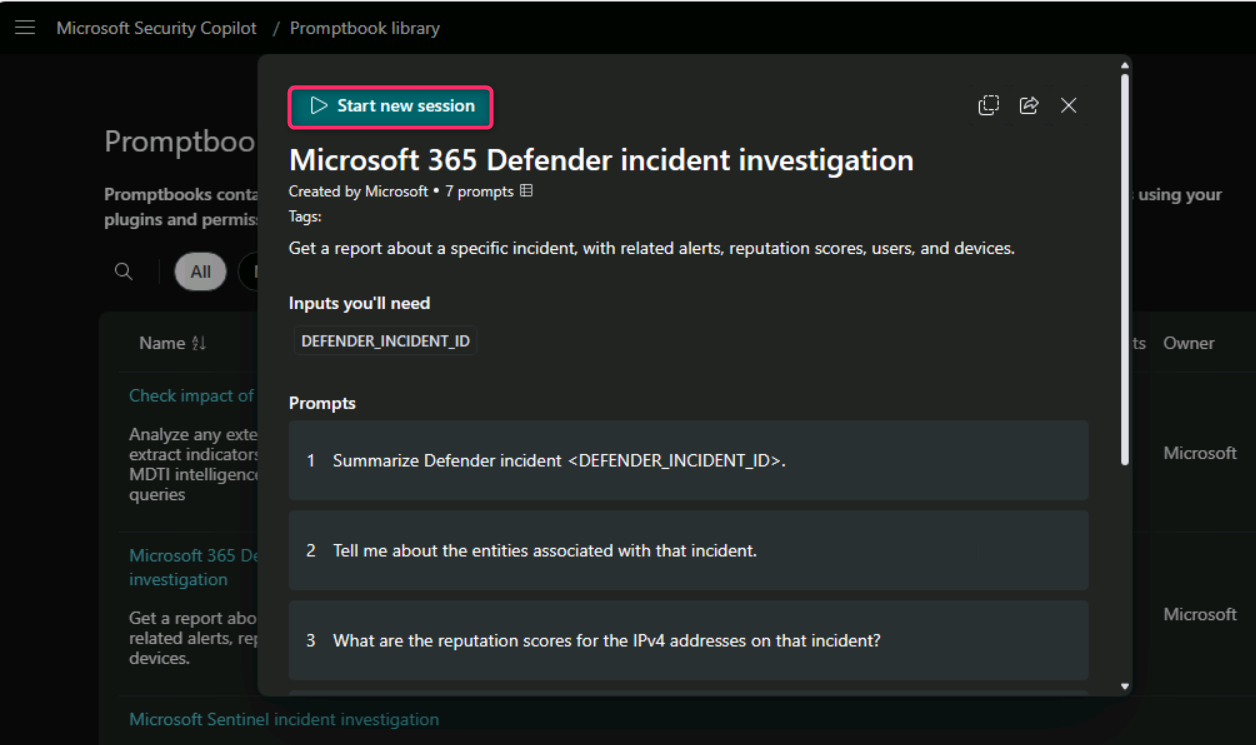 Microsoft Security Copilot / Promptbook library
Start new session
Microsoft 365 Defender incident investigation
Created by Microsoft • 7 prompts
Tags:
Get a report about a specific incident, with related alerts, reputation scores, users, and devices.
Inputs you'll need
DEFENDER_INCIDENT_ID
Prompts
1 Summarize Defender incident <DEFENDER_INCIDENT_ID>.
2 Tell me about the entities associated with that incident.
3 What are the reputation scores for the IPv4 addresses on that incident?
Promptboo
Promptbooks conta
using your
plugins and permis
All
Name
ts Owner
Check impact of
Analyze any exte
extract indicators
MDTI intelligence
queries
Microsoft
Microsoft 365 De
investigation
Get a report abo
related alerts, rep
devices.
Microsoft
Microsoft Sentinel incident investigation